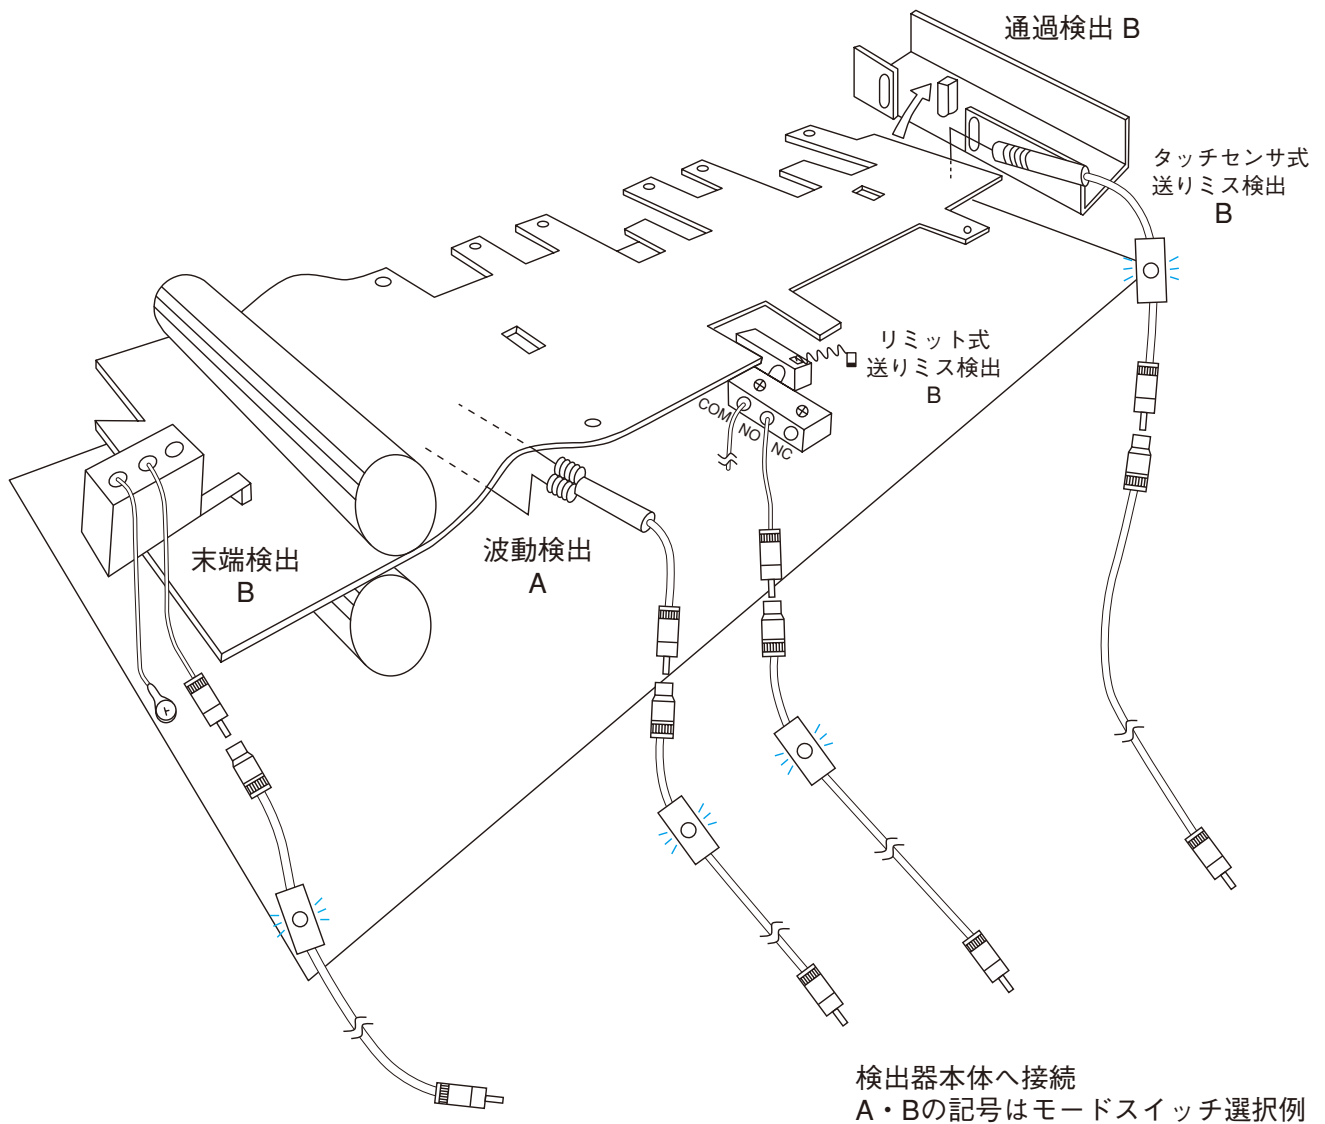 通過検出 B
タッチセンサ式
送りミス検出
B
リミット式
送りミス検出
B
COM
NO
NC
末端検出
B
波動検出
A
検出器本体へ接続
A・Bの記号はモードスイッチ選択例